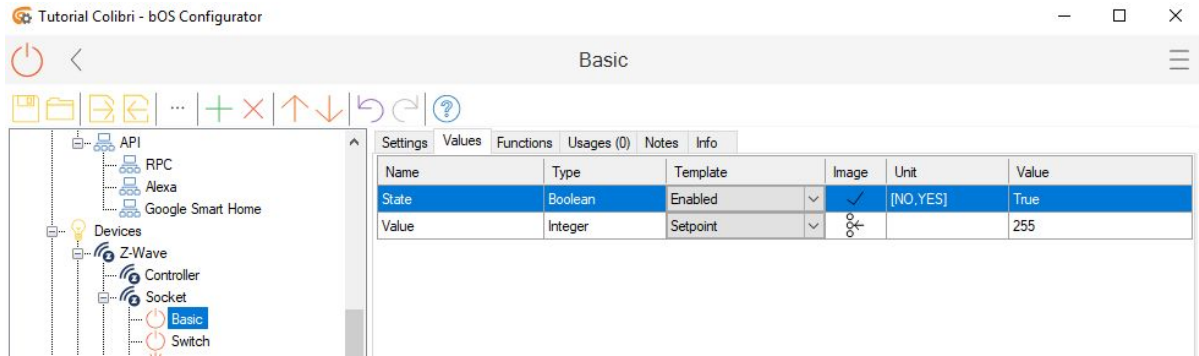 Tutorial Colibri - bOS Configurator
Basic
API
RPC
Alexa
Google Smart Home
Devices
Z-Wave
Controller
Socket
Basic
Switch
Settings Values Functions Usages (0) Notes Info
Name Type Template Image Unit Value
State Boolean Enabled [NO,YES] True
Value Integer Setpoint 255